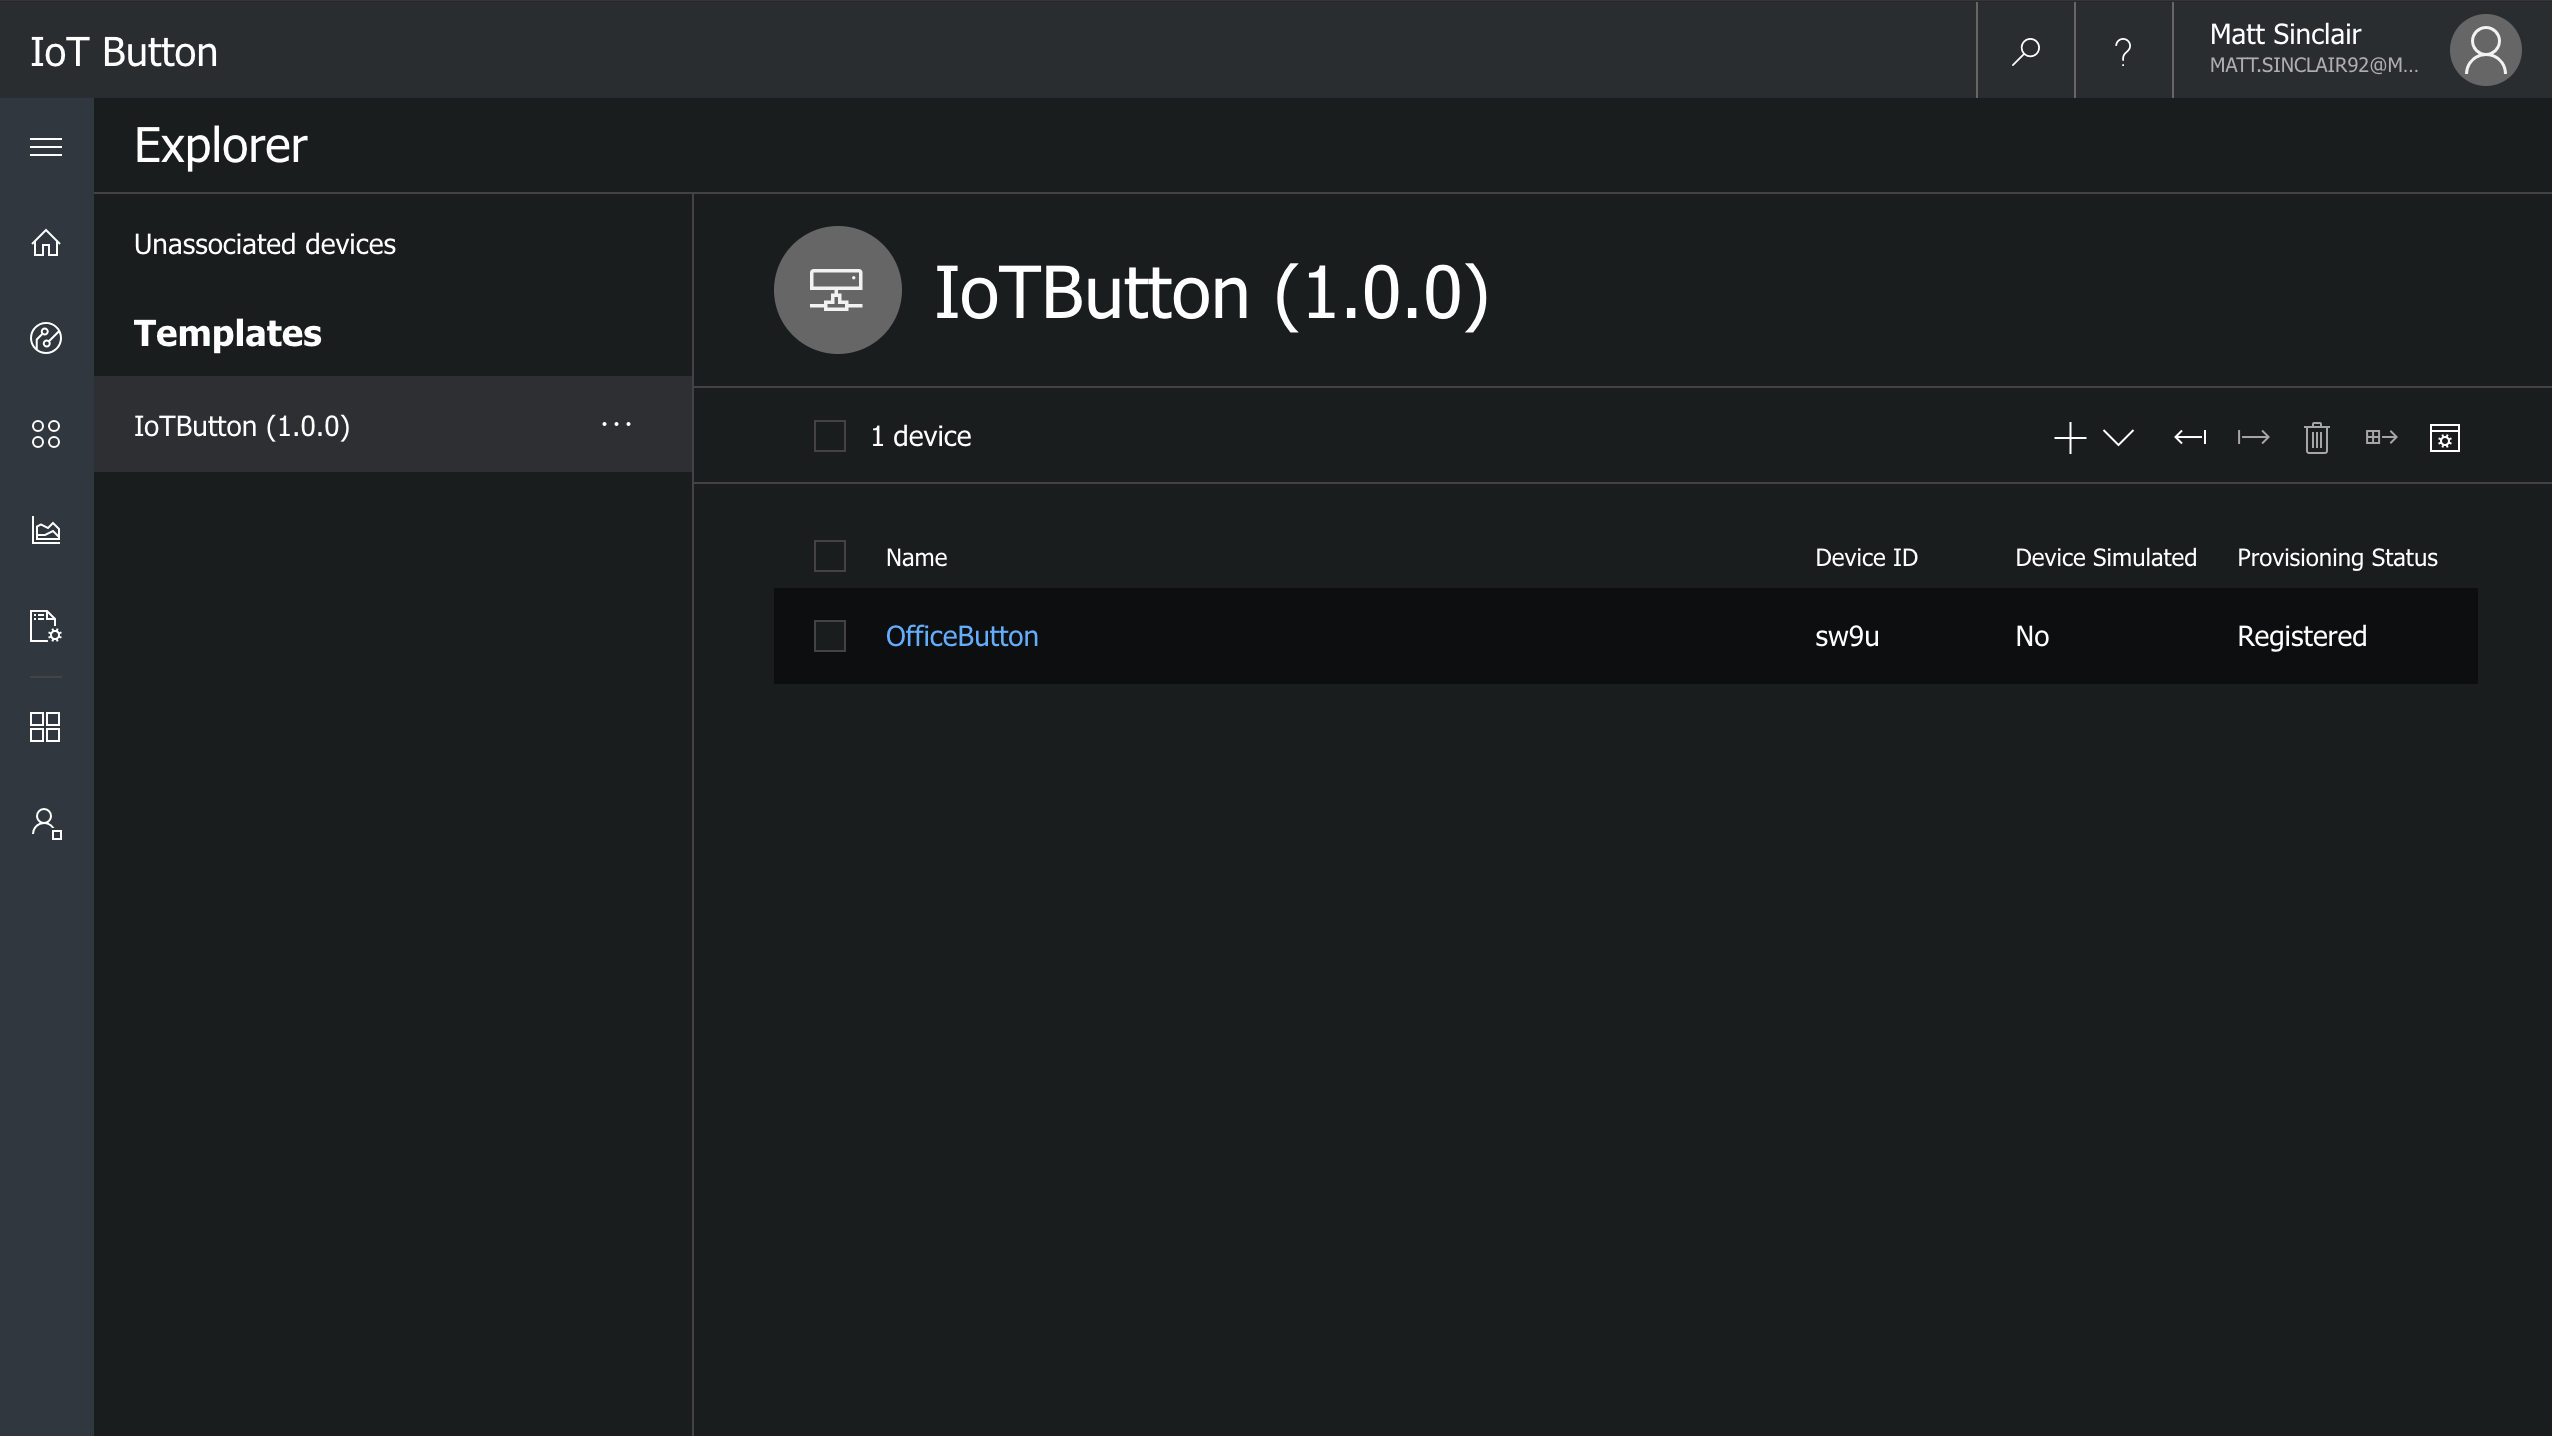 IoT Button
Matt Sinclair
MATT.SINCLAIR92@M...
Explorer
Unassociated devices
Templates
IoTButton (1.0.0)
IoTButton (1.0.0)
1 device
Name Device ID Device Simulated Provisioning Status
OfficeButton sw9u No Registered